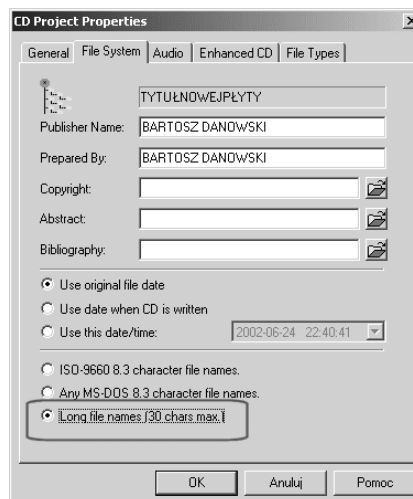 CD Project Properties
General File System Audio Enhanced CD File Types
TYTUŁNOWEJPŁYTY
Publisher Name: BARTOSZ DANOWSKI
Prepared By: BARTOSZ DANOWSKI
Copyright:
Abstract:
Bibliography:
Use original file date
Use date when CD is written
Use this date/time: 2002-06-24 22:40:41
ISO-9660 8.3 character file names.
Any MS-DOS 8.3 character file names.
Long file names (30 chars max.)
OK Anuluj Pomoc